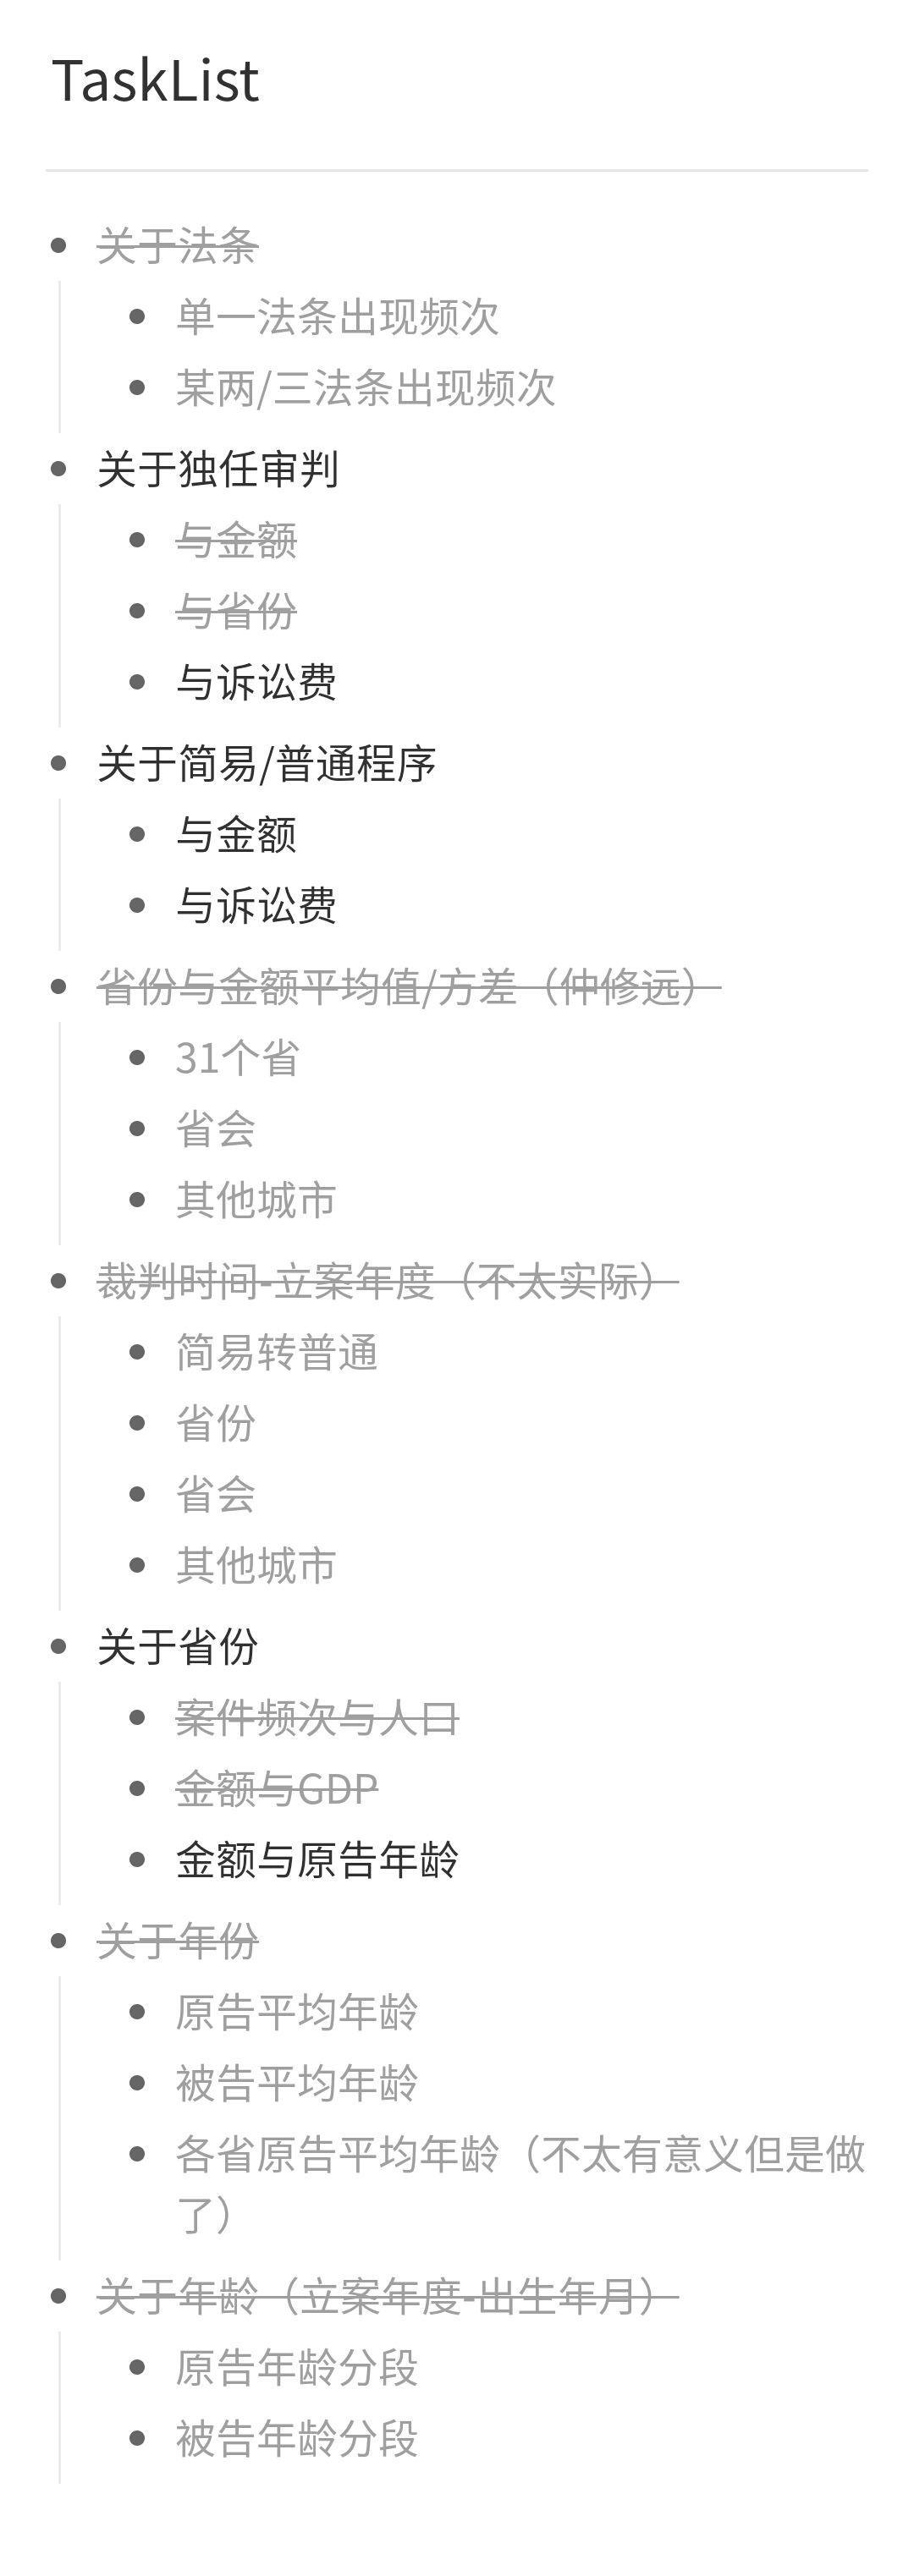 TaskList
关于法条
单一法条出现频次
某两/三法条出现频次
关于独任审判
与金额
与省份
与诉讼费
关于简易/普通程序
与金额
与诉讼费
省份与金额平均值/方差（仲修远）
31个省
省会
其他城市
裁判时间-立案年度（不太实际）
简易转普通
省份
省会
其他城市
关于省份
案件频次与人口
金额与GDP
金额与原告年龄
关于年份
原告平均年龄
被告平均年龄
各省原告平均年龄（不太有意义但是做
了）
关于年龄（立案年度-出生年月）
原告年龄分段
被告年龄分段